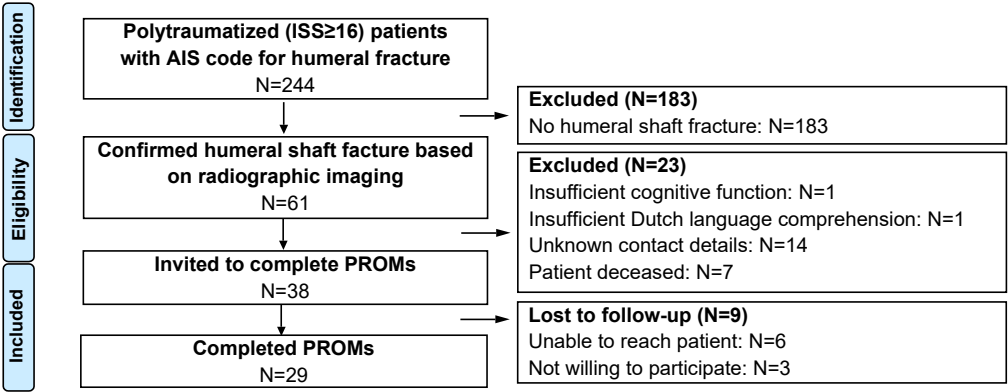 Identification
Polytraumatized (ISS≥16) patients
with AIS code for humeral fracture
N=244
Excluded (N=183)
No humeral shaft fracture: N=183
Eligibility
Confirmed humeral shaft facture based
on radiographic imaging
N=61
Excluded (N=23)
Insufficient cognitive function: N=1
Insufficient Dutch language comprehension: N=1
Unknown contact details: N=14
Patient deceased: N=7
Included
Invited to complete PROMs
N=38
Lost to follow-up (N=9)
Unable to reach patient: N=6
Not willing to participate: N=3
Completed PROMs
N=29